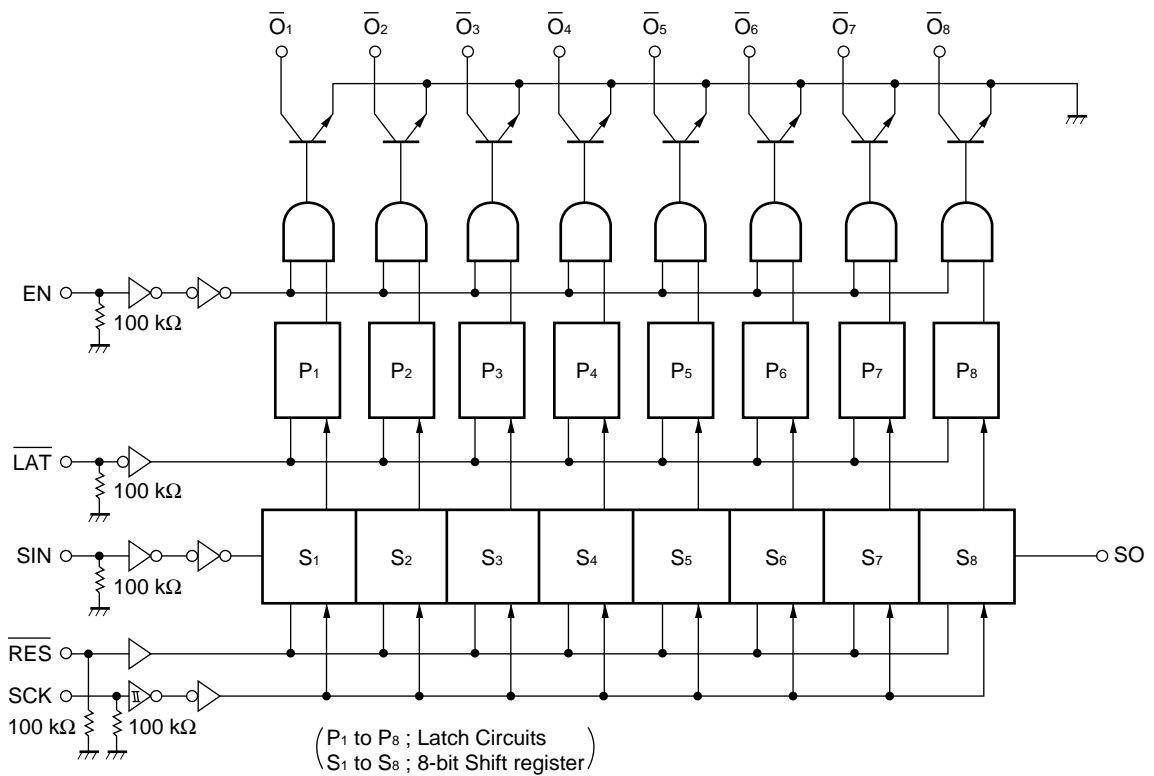 O1 O2 O3 O4 O5 O6 O7 O8
EN
100 kΩ
P1 P2 P3 P4 P5 P6 P7 P8
LAT
100 kΩ
S1 S2 S3 S4 S5 S6 S7 S8
SIN
SO
100 kΩ
RES
SCK
100 kΩ 100 kΩ
(P1 to P8 ; Latch Circuits
S1 to S8 ; 8-bit Shift register)